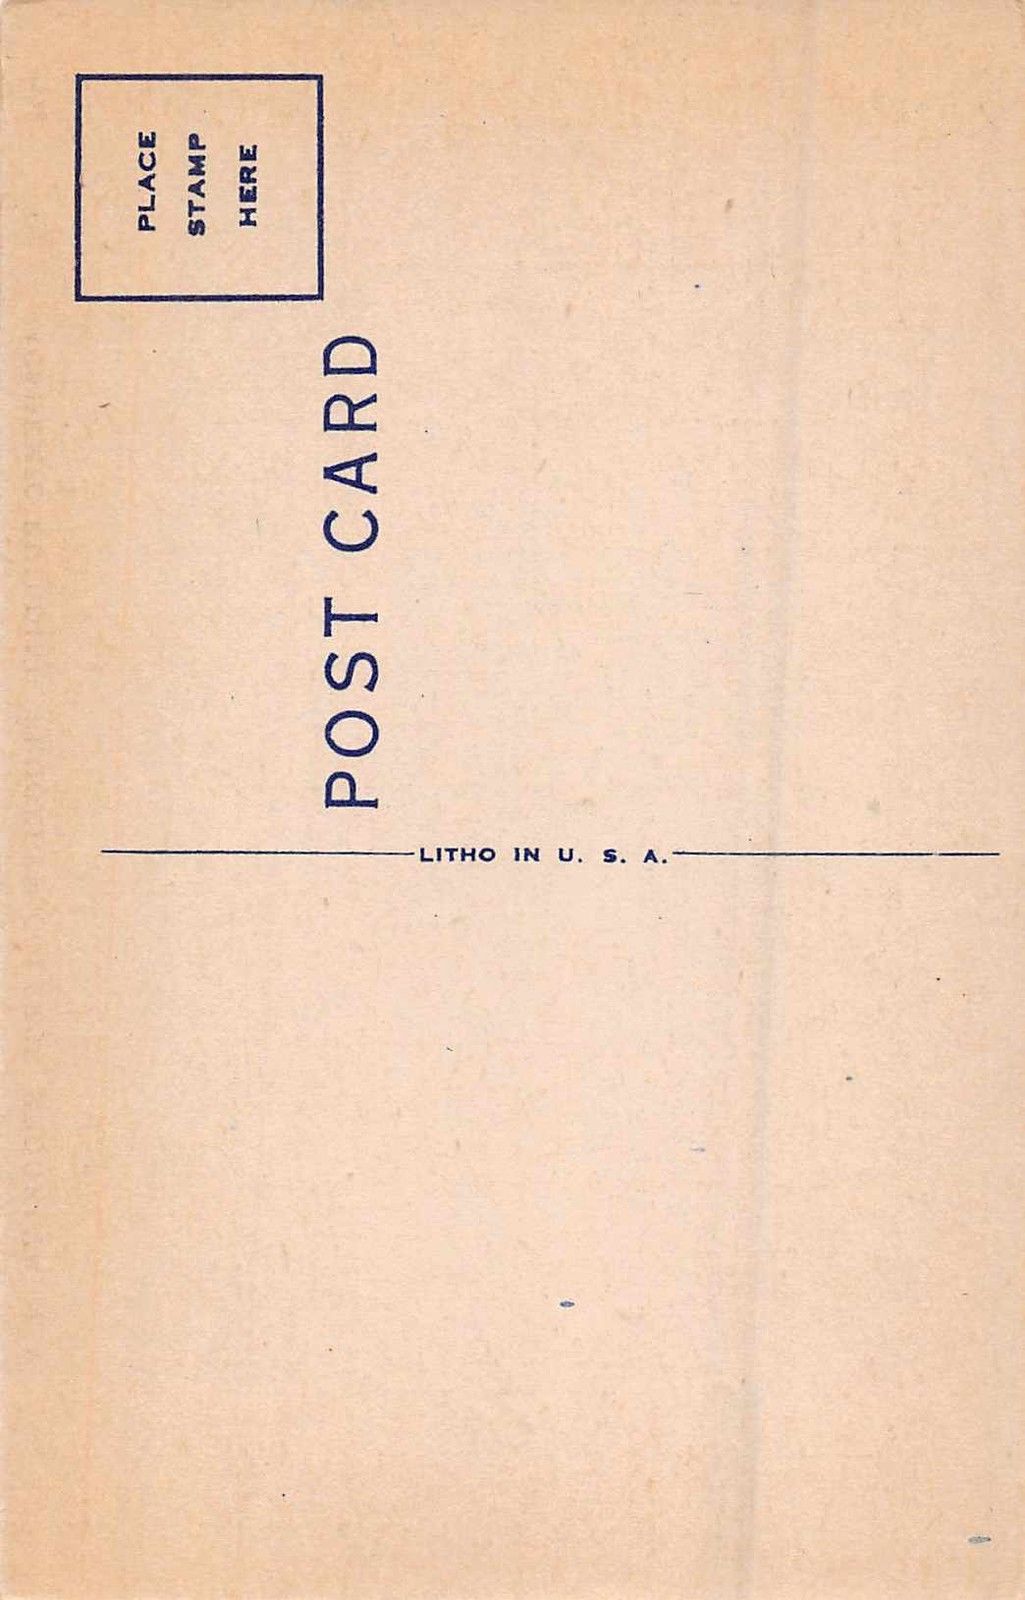 PLACE
STAMP
HERE
POST CARD
LITHO IN U. S. A.